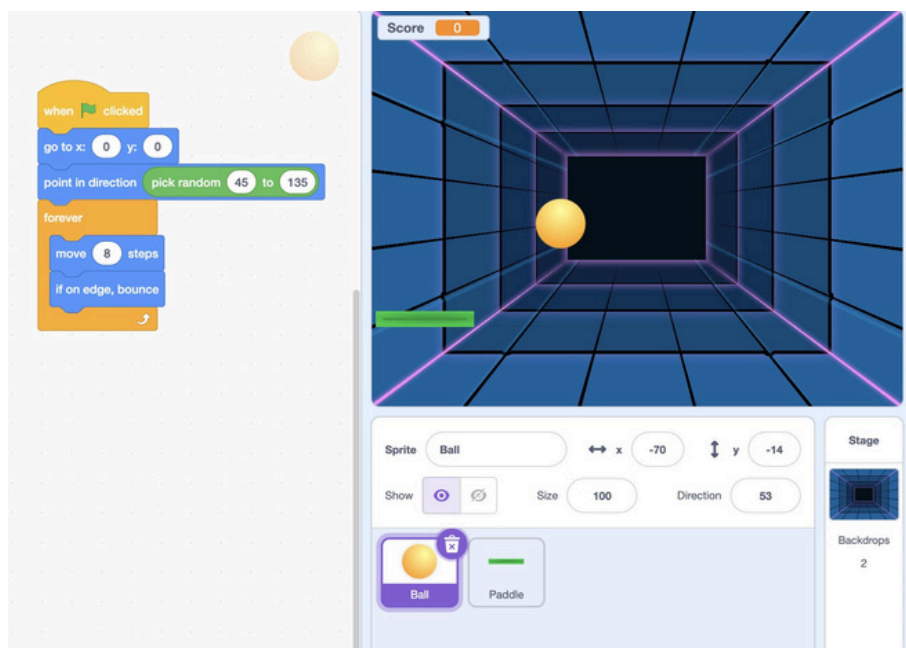 Score 0
when clicked
go to x: 0 y: 0
point in direction pick random 45 to 135
forever
move 8 steps
if on edge, bounce
Sprite Ball x -70 y -14
Show Size 100 Direction 53
Ball
Paddle
Stage
Backdrops
2